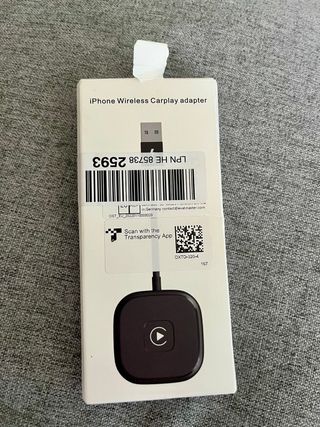 iPhone Wireless Carplay adapter
LPN HE 85738 2593
Scan with the
Transparency App
DXTG-320-4